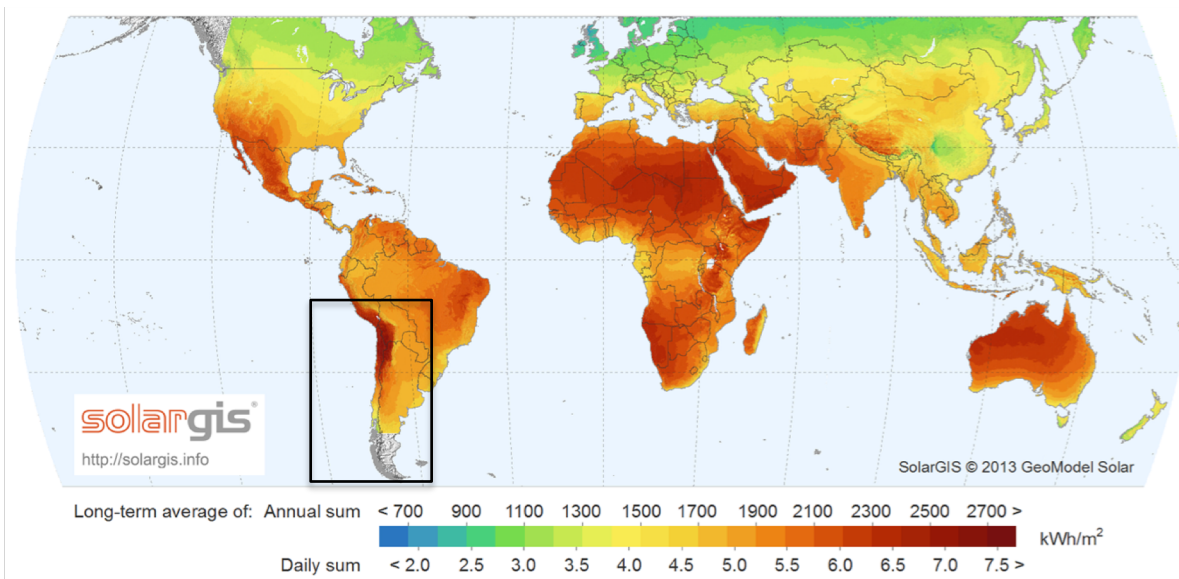 solargis®
http://solargis.info
SolarGIS © 2013 GeoModel Solar
Long-term average of: Annual sum < 700 900 1100 1300 1500 1700 1900 2100 2300 2500 2700 >
kWh/m²
Daily sum < 2.0 2.5 3.0 3.5 4.0 4.5 5.0 5.5 6.0 6.5 7.0 7.5 >